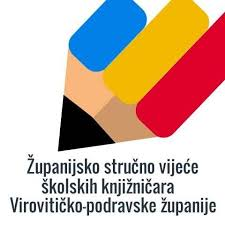 Županijsko stručno vijeće
školskih knjižničara
Virovitičko-podravske županije